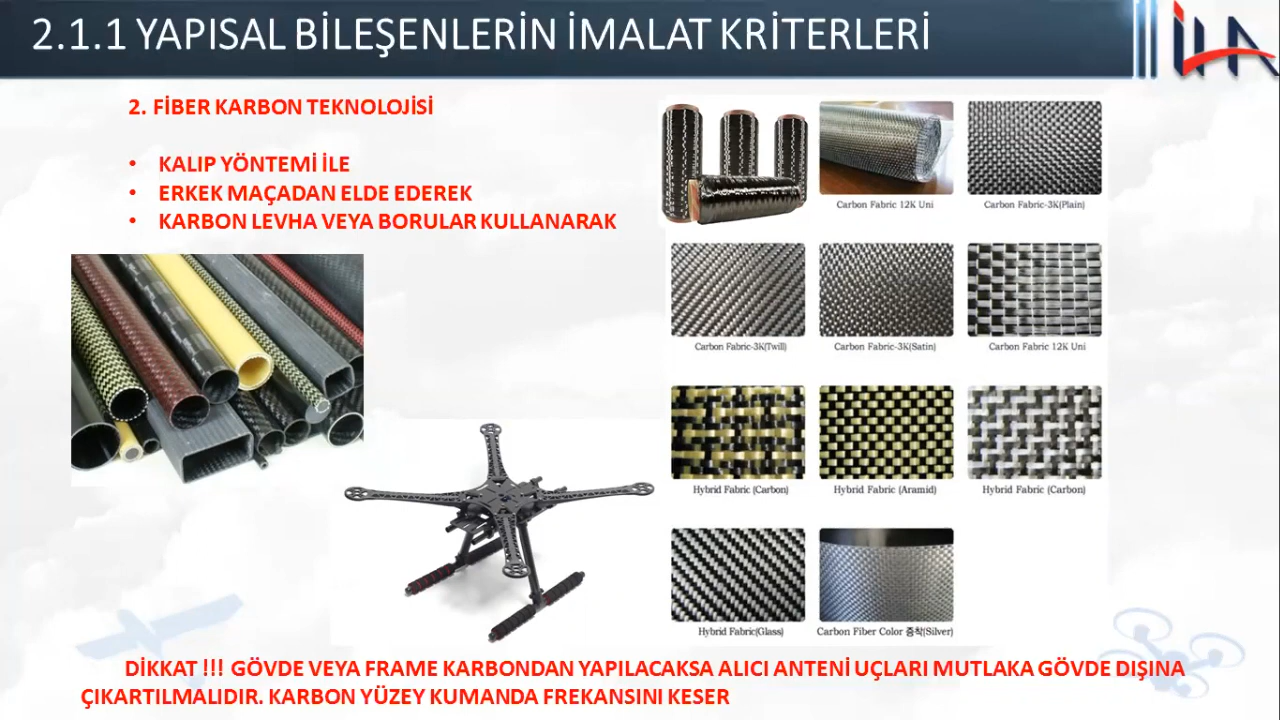 2.1.1 YAPISAL BİLEŞENLERİN İMALAT KRİTERLERİ
İHA
2. FİBER KARBON TEKNOLOJİSİ
• KALIP YÖNTEMİ İLE
• ERKEK MAÇADAN ELDE EDEREK
• KARBON LEVHA VEYA BORULAR KULLANARAK
Carbon Fabric 12K Uni
Carbon Fabric-3K(Plain)
Carbon Fabric-3K(Twill)
Carbon Fabric-3K(Satin)
Carbon Fabric 12K Uni
Hybrid Fabric (Carbon)
Hybrid Fabric (Aramid)
Hybrid Fabric (Carbon)
Hybrid Fabric(Glass)
Carbon Fiber Color 증착(Silver)
DİKKAT !!! GÖVDE VEYA FRAME KARBONDAN YAPILACAKSA ALICI ANTENİ UÇLARI MUTLAKA GÖVDE DIŞINA
ÇIKARTILMALIDIR. KARBON YÜZEY KUMANDA FREKANSINI KESER